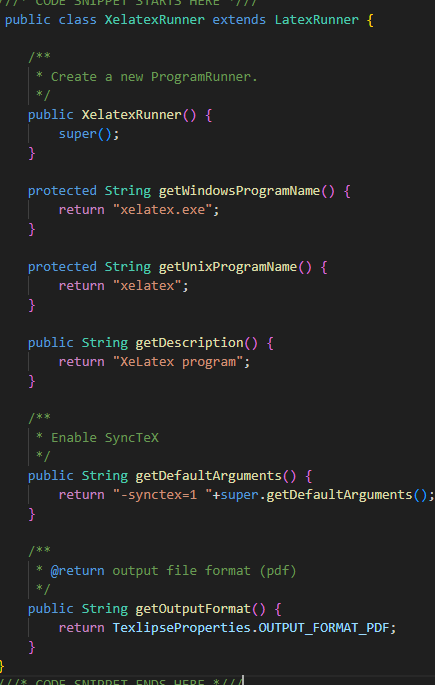 ///* CODE SNIPPET STARTS HERE *///
public class XelatexRunner extends LatexRunner {
/**
* Create a new ProgramRunner.
*/
public XelatexRunner() {
super();
}
protected String getWindowsProgramName() {
return "xelatex.exe";
}
protected String getUnixProgramName() {
return "xelatex";
}
public String getDescription() {
return "XeLatex program";
}
/**
* Enable SyncTeX
*/
public String getDefaultArguments() {
return "-synctex=1 "+super.getDefaultArguments();
}
/**
* @return output file format (pdf)
*/
public String getOutputFormat() {
return TexlipseProperties.OUTPUT_FORMAT_PDF;
}
}
///* CODE SNIPPET ENDS HERE *///